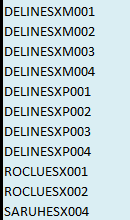 DELINESXM001
DELINESXM002
DELINESXM003
DELINESXM004
DELINESXP001
DELINESXP002
DELINESXP003
DELINESXP004
ROCLUESX001
ROCLUESX002
SARUHESX004